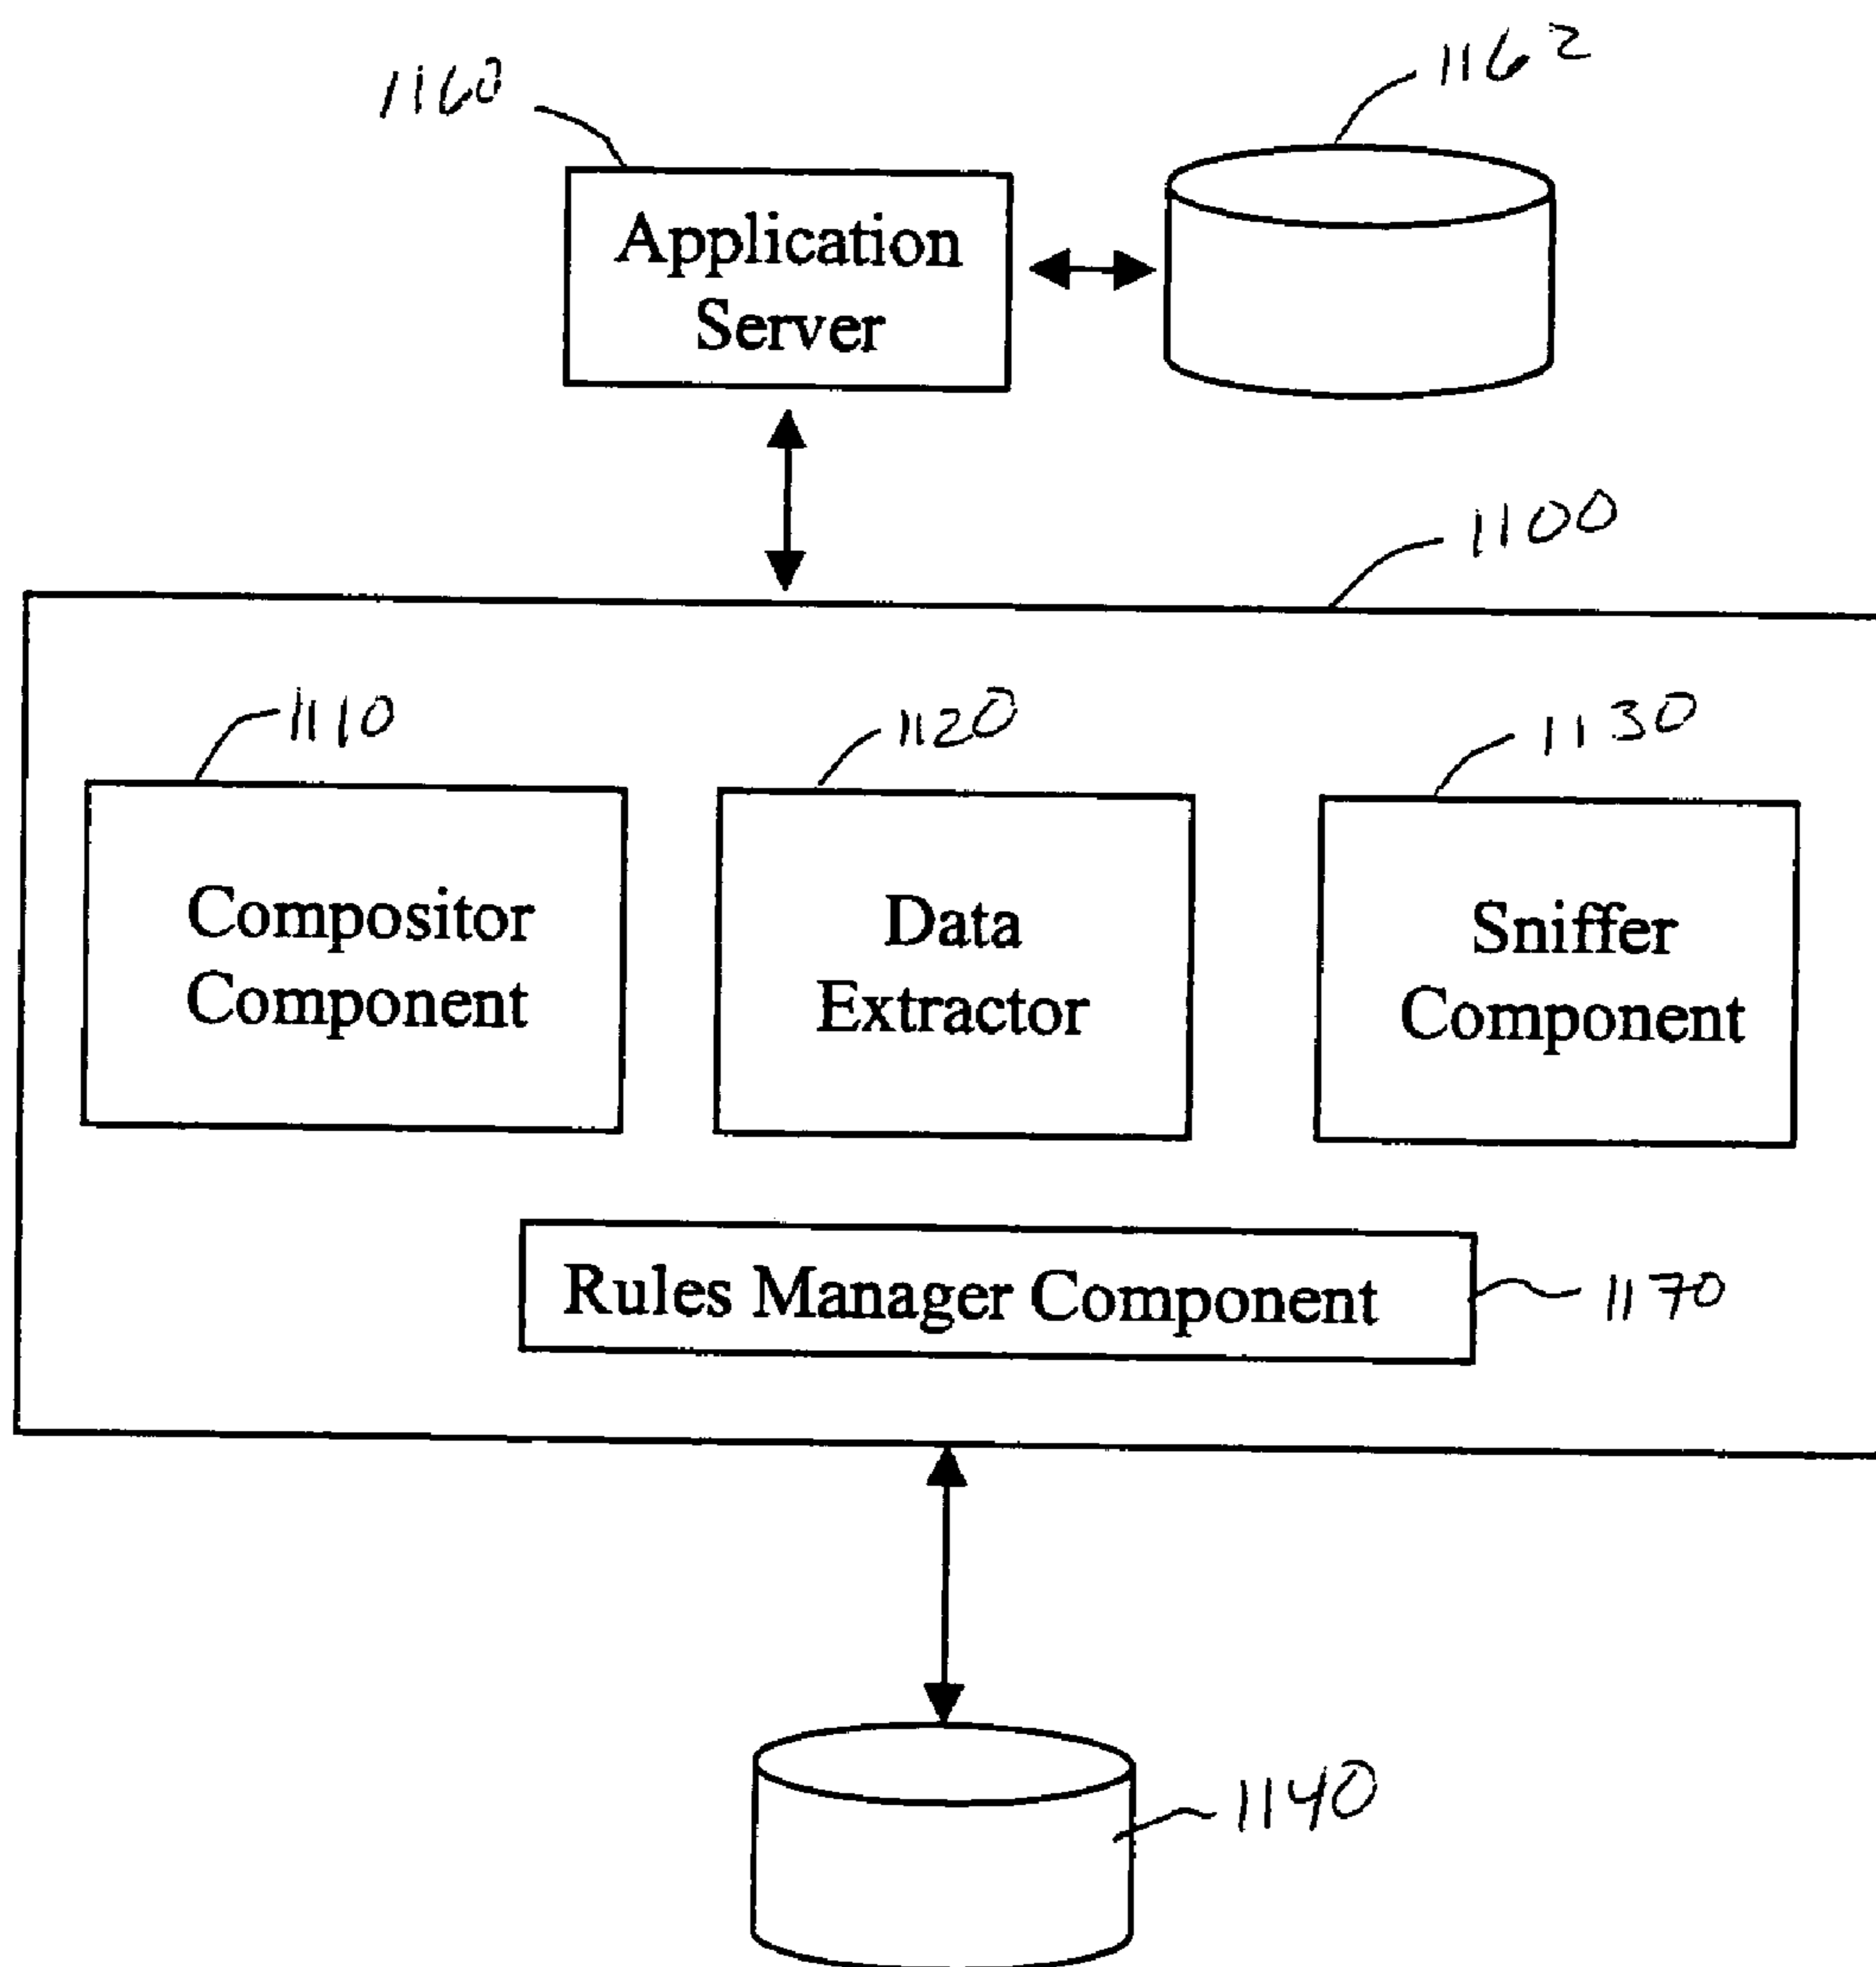 1160
1162
Application
Server
1100
1110
1120
1130
Compositor
Component
Data
Extractor
Sniffer
Component
Rules Manager Component
1170
1140